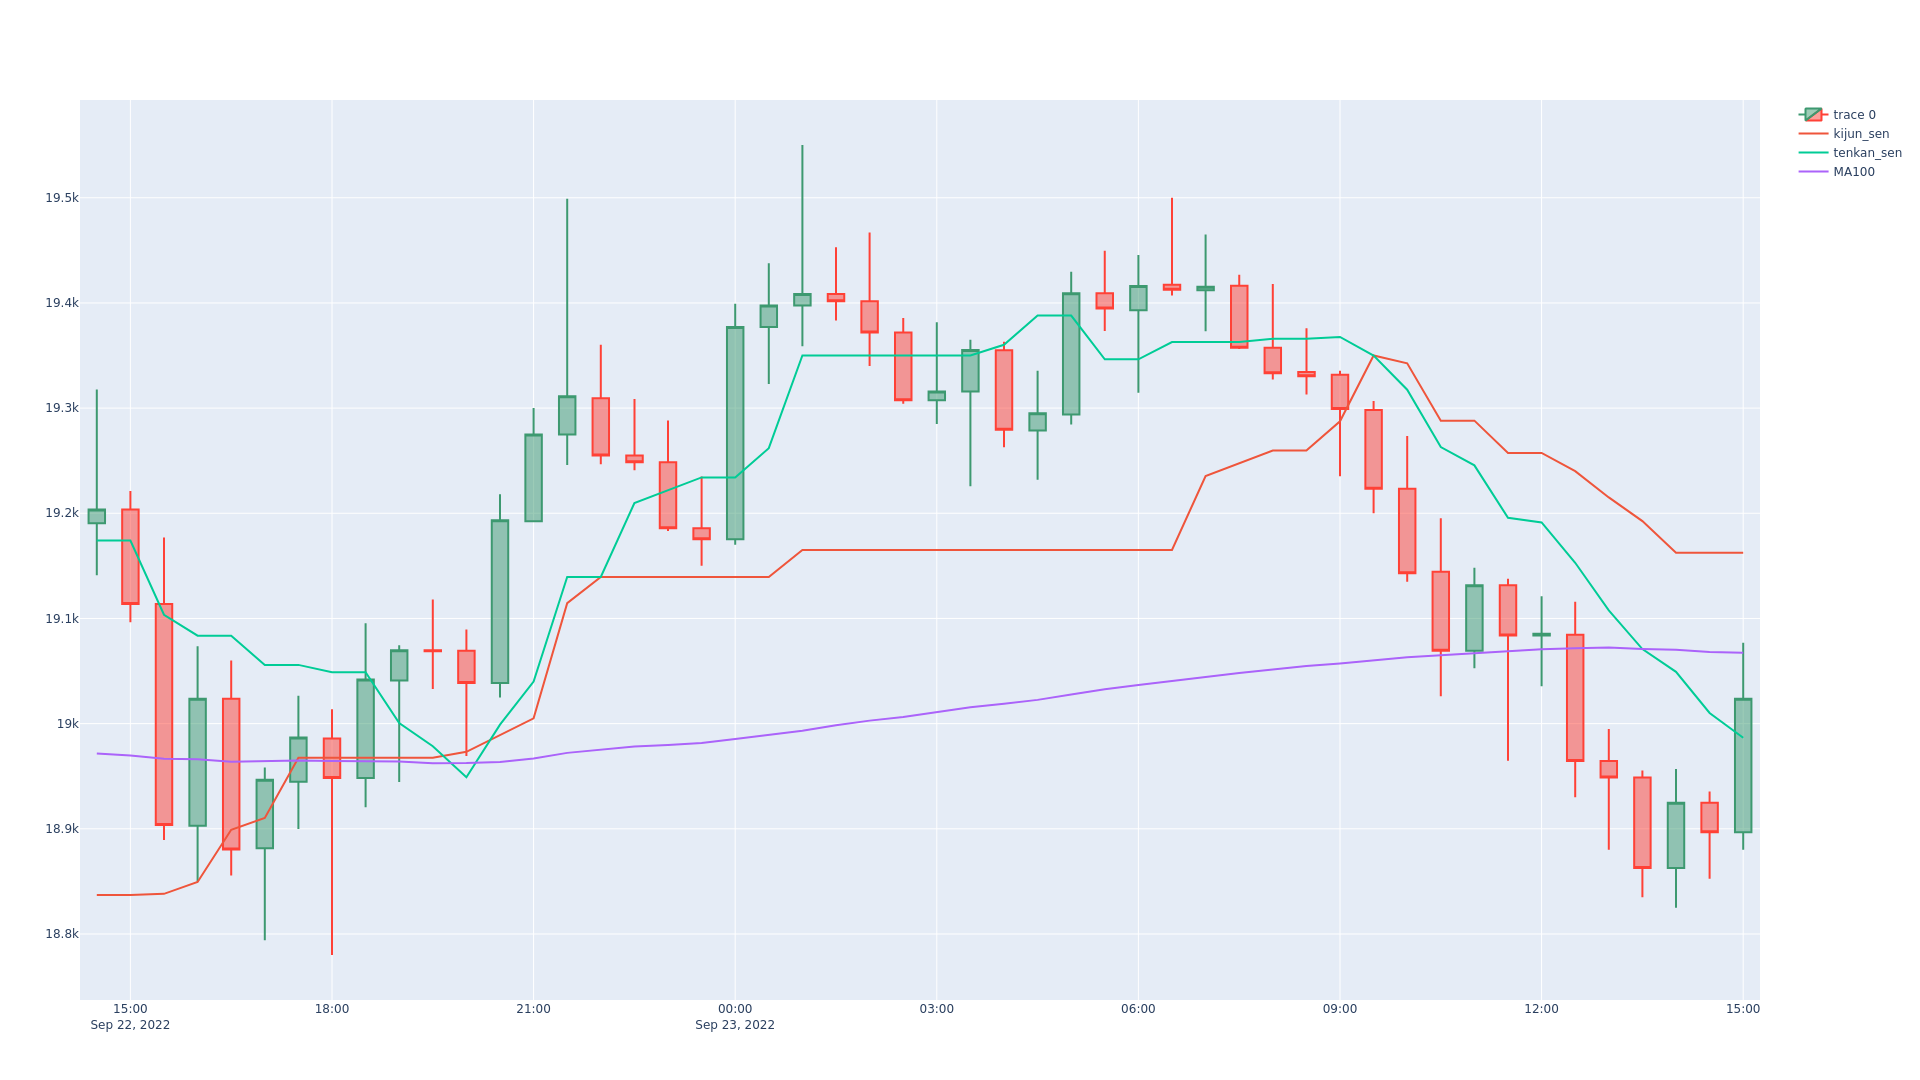 trace 0
kijun_sen
tenkan_sen
MA100
19.5k
19.4k
19.3k
19.2k
19.1k
19k
18.9k
18.8k
15:00 18:00 21:00 00:00 03:00 06:00 09:00 12:00 15:00
Sep 22, 2022 Sep 23, 2022